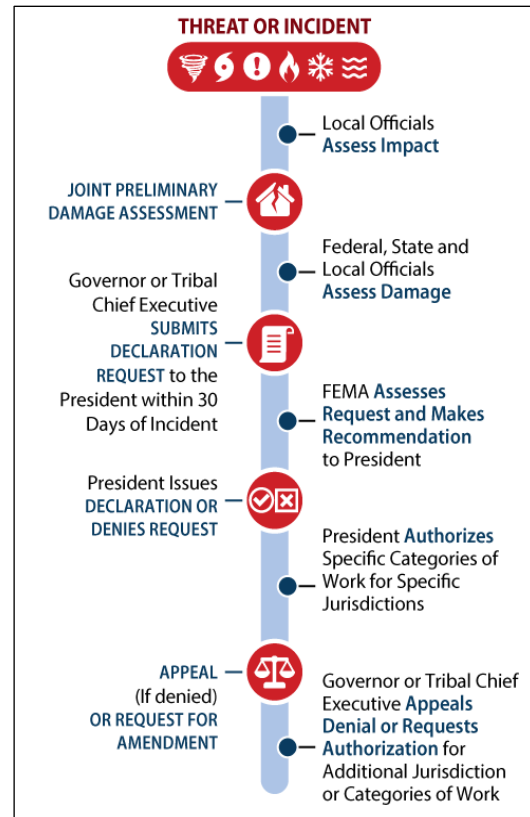 THREAT OR INCIDENT
Local Officials
Assess Impact
JOINT PRELIMINARY
DAMAGE ASSESSMENT
Federal, State and
Local Officials
Assess Damage
Governor or Tribal
Chief Executive
SUBMITS
DECLARATION
REQUEST to the
President within 30
Days of Incident
FEMA Assesses
Request and Makes
Recommendation
to President
President Issues
DECLARATION OR
DENIES REQUEST
President Authorizes
Specific Categories of
Work for Specific
Jurisdictions
APPEAL
(If denied)
OR REQUEST FOR
AMENDMENT
Governor or Tribal Chief
Executive Appeals
Denial or Requests
Authorization for
Additional Jurisdiction
or Categories of Work